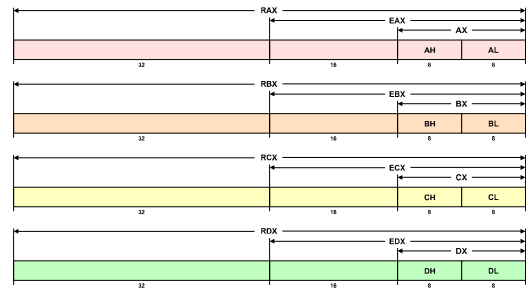 RAX
EAX
AX
AH AL
32 16 8 8
RBX
EBX
BX
BH BL
32 16 8 8
RCX
ECX
CX
CH CL
32 16 8 8
RDX
EDX
DX
DH DL
32 16 8 8